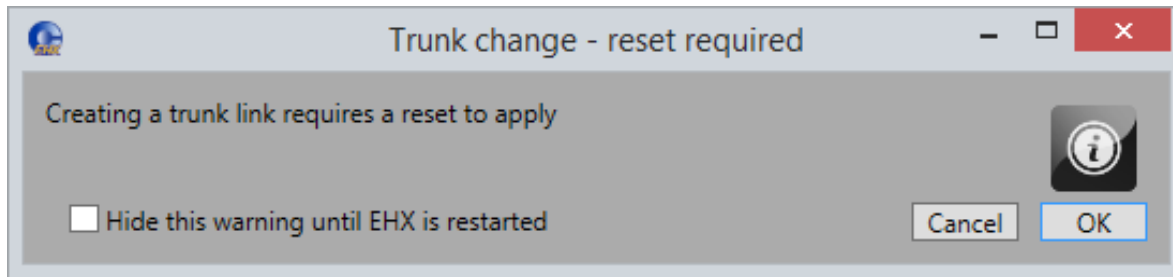 Trunk change - reset required
Creating a trunk link requires a reset to apply
Hide this warning until EHX is restarted
Cancel
OK